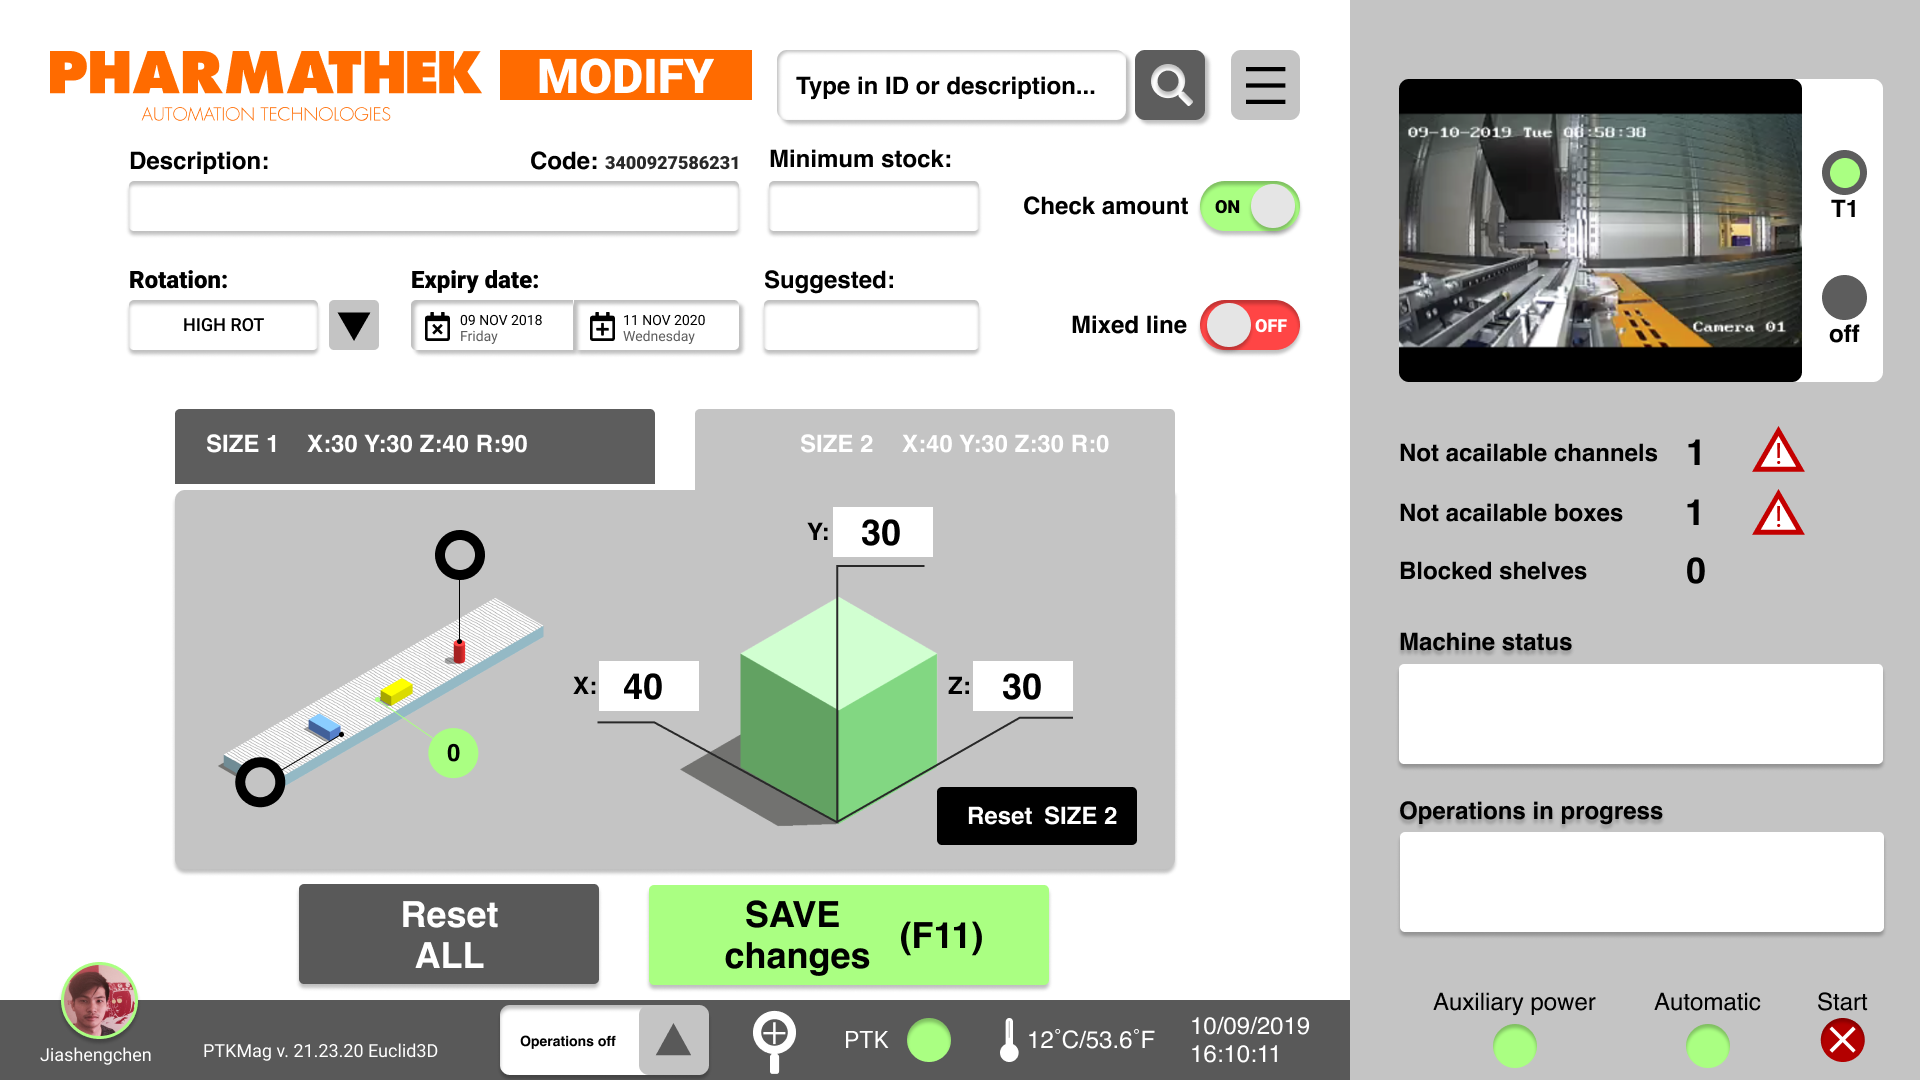 PHARMATHEK
AUTOMATION TECHNOLOGIES
MODIFY
Type in ID or description...
Description:
Code: 3400927586231
Minimum stock:
Check amount
ON
Rotation:
HIGH ROT
Expiry date:
09 NOV 2018
Friday
11 NOV 2020
Wednesday
Suggested:
Mixed line
OFF
SIZE 1 X:30 Y:30 Z:40 R:90
SIZE 2 X:40 Y:30 Z:30 R:0
Y: 30
X: 40
Z: 30
0
Reset SIZE 2
Reset
ALL
SAVE
changes
(F11)
Jiashengchen
PTKMag v. 21.23.20 Euclid3D
Operations off
PTK
12°C/53.6°F
10/09/2019
16:10:11
09-10-2019 Tue 08:58:38
Camera 01
T1
off
Not acailable channels 1
Not acailable boxes 1
Blocked shelves 0
Machine status
Operations in progress
Auxiliary power
Automatic
Start